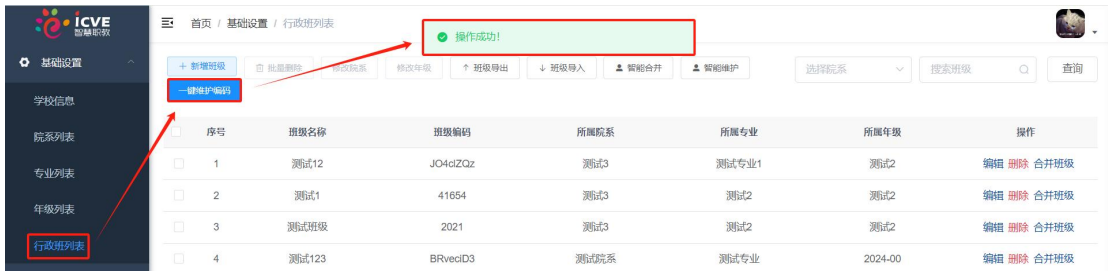 icve
智慧职教
首页 / 基础设置 / 行政班列表
操作成功！
基础设置
学校信息
院系列表
专业列表
年级列表
行政班列表
+ 新增班级 批量删除 修改院系 修改年级 ↑ 班级导出 ↓ 班级导入 智能合并 智能维护 选择院系 搜索班级 查询
一键维护编码
序号 班级名称 班级编码 所属院系 所属专业 所属年级 操作
1 测试12 JO4cIZQz 测试3 测试专业1 测试2 编辑 删除 合并班级
2 测试1 41654 测试3 测试2 测试2 编辑 删除 合并班级
3 测试班级 2021 测试3 测试2 测试2 编辑 删除 合并班级
4 测试123 BRveciD3 测试院系 测试专业 2024-00 编辑 删除 合并班级